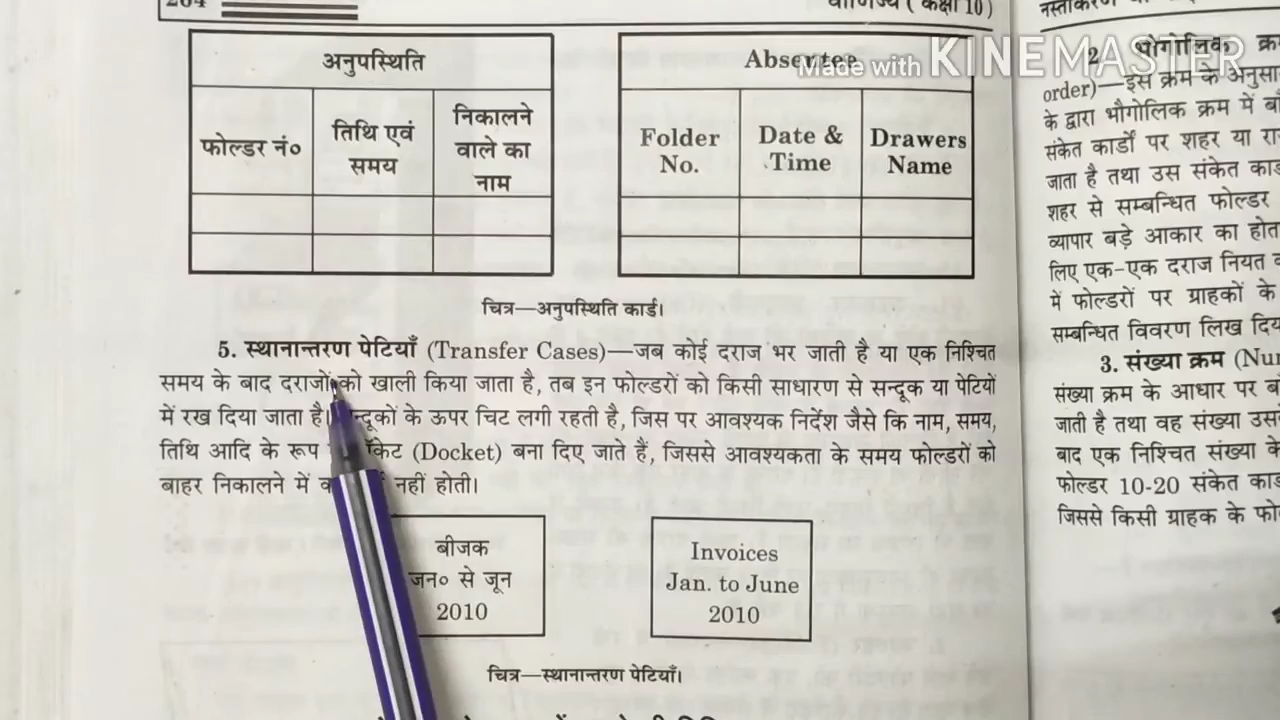 264
वाणिज्य ( कक्षा 10 )
Made with KINEMASTER
अनुपस्थिति
फोल्डर नं०
तिथि एवं
समय
निकालने
वाले का
नाम
Absentee
Folder
No.
Date &
Time
Drawers
Name
चित्र—अनुपस्थिति कार्ड।
5. स्थानान्तरण पेटियाँ (Transfer Cases)—जब कोई दराज भर जाती है या एक निश्चित
समय के बाद दराजों को खाली किया जाता है, तब इन फोल्डरों को किसी साधारण से सन्दूक या पेटियों
में रख दिया जाता है। न्दूकों के ऊपर चिट लगी रहती है, जिस पर आवश्यक निर्देश जैसे कि नाम, समय,
तिथि आदि के रूप केट (Docket) बना दिए जाते हैं, जिससे आवश्यकता के समय फोल्डरों को
बाहर निकालने में नहीं होती।
बीजक
जन० से जून
2010
Invoices
Jan. to June
2010
चित्र—स्थानान्तरण पेटियाँ।
2. भौगोलिक
order)—इस क्रम के अनुसा
के द्वारा भौगोलिक क्रम में
संकेत कार्डों पर शहर या
जाता है तथा उस संकेत
शहर से सम्बन्धित फोल्डर
व्यापार बड़े आकार का
लिए एक-एक दराज नियत
में फोल्डरों पर ग्राहकों के
सम्बन्धित विवरण लिख
3. संख्या क्रम
संख्या क्रम के आधार पर
जाती है तथा वह संख्या
बाद एक निश्चित संख्या
फोल्डर 10-20 संकेत
जिससे किसी ग्राहक के